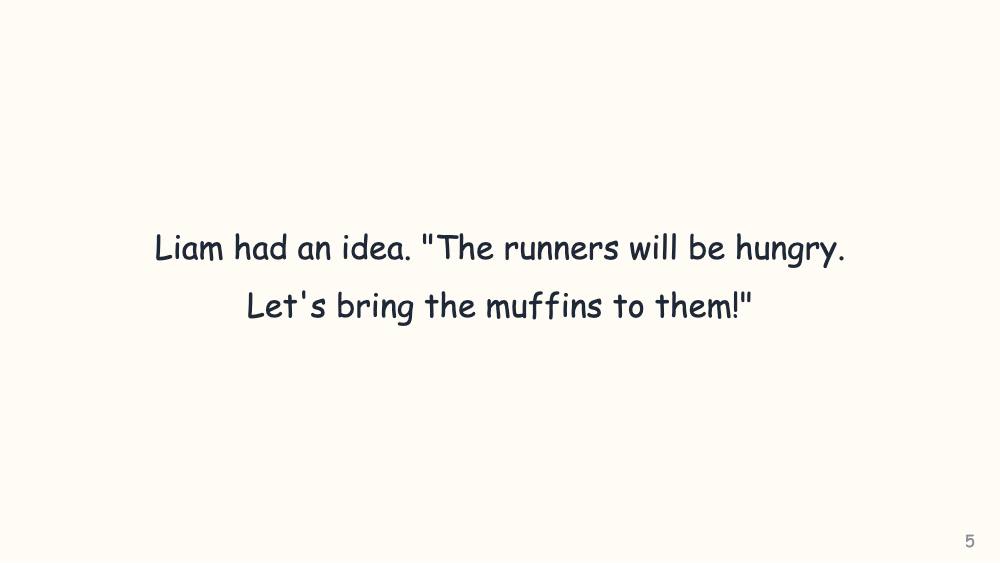 Liam had an idea. "The runners will be hungry.
Let's bring the muffins to them!"
5